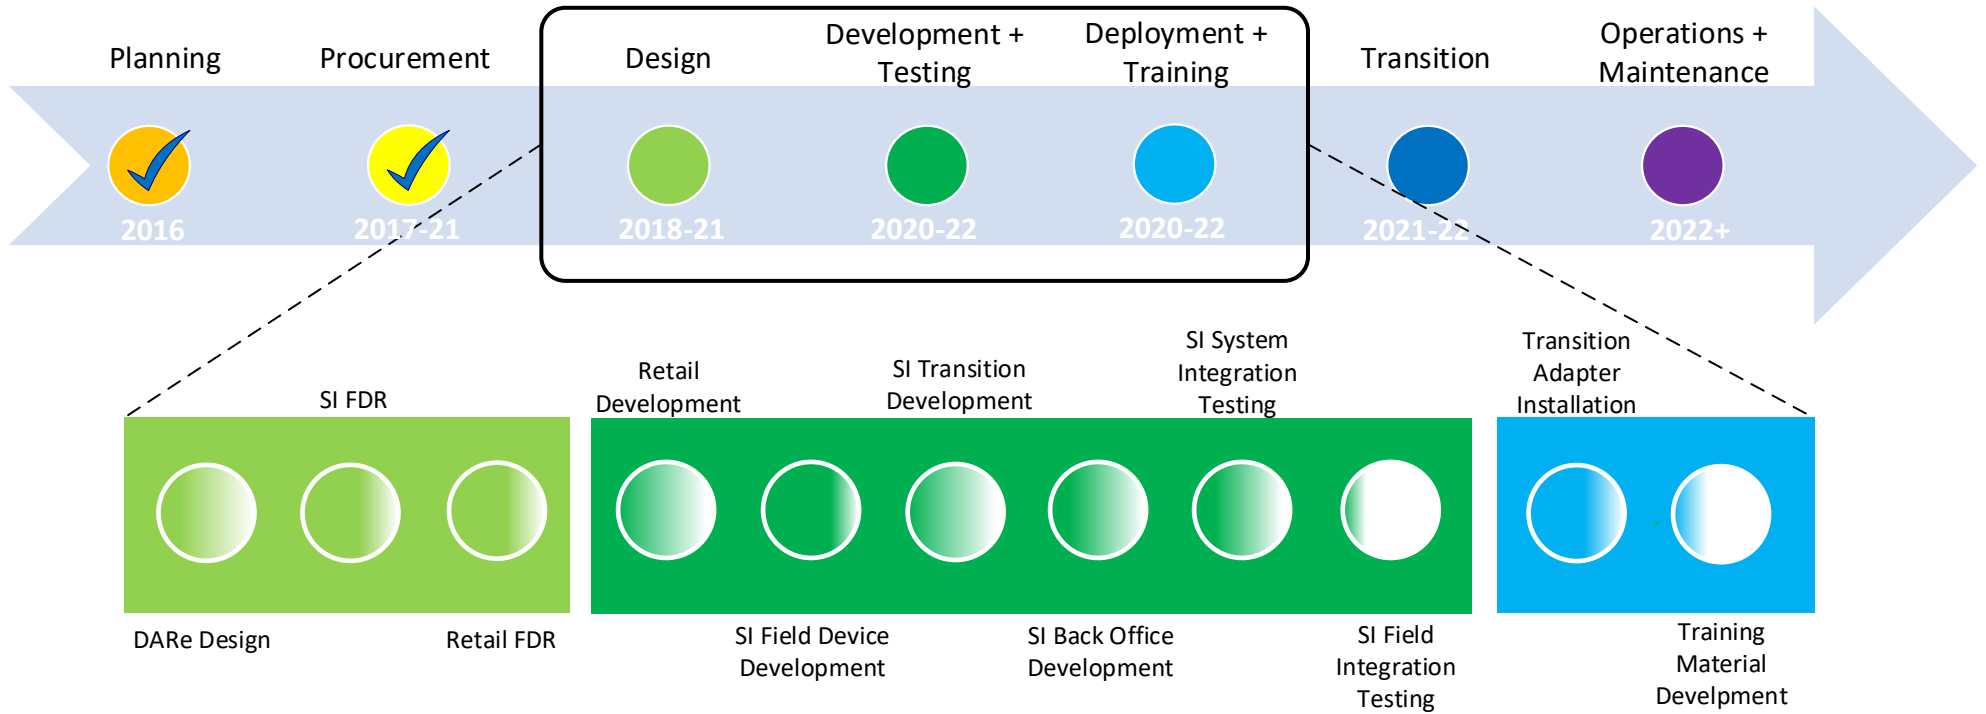 Planning
Procurement
Design
Development +
Testing
Deployment +
Training
Transition
Operations +
Maintenance
2016
2017-21
2018-21
2020-22
2020-22
2021-22
2022+
SI FDR
Retail
Development
SI Transition
Development
SI System
Integration
Testing
Transition
Adapter
Installation
DARe Design
Retail FDR
SI Field Device
Development
SI Back Office
Development
SI Field
Integration
Testing
Training
Material
Develpment